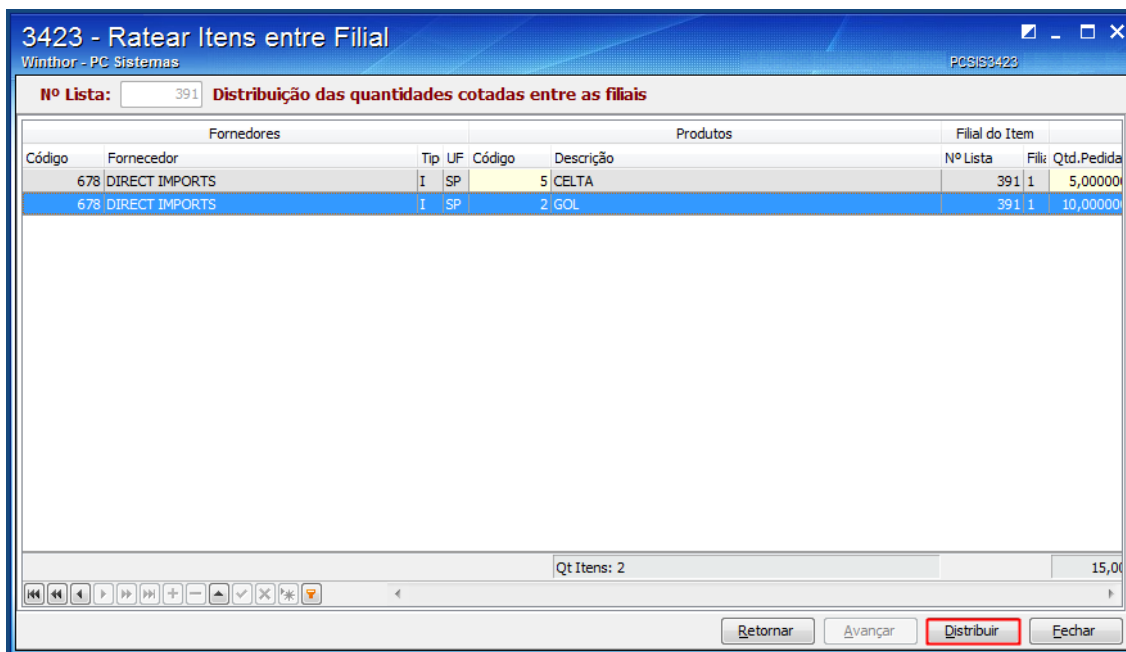 3423 - Ratear Itens entre Filial
Winthor - PC Sistemas
PCSIS3423
Nº Lista: 391 Distribuição das quantidades cotadas entre as filiais
Fornedores Produtos Filial do Item
Código Fornecedor Tip UF Código Descrição Nº Lista Filia Qtd.Pedida
678 DIRECT IMPORTS I SP 5 CELTA 391 1 5,00000
678 DIRECT IMPORTS I SP 2 GOL 391 1 10,00000
Qt Itens: 2 15,00
Retornar Avançar Distribuir Fechar